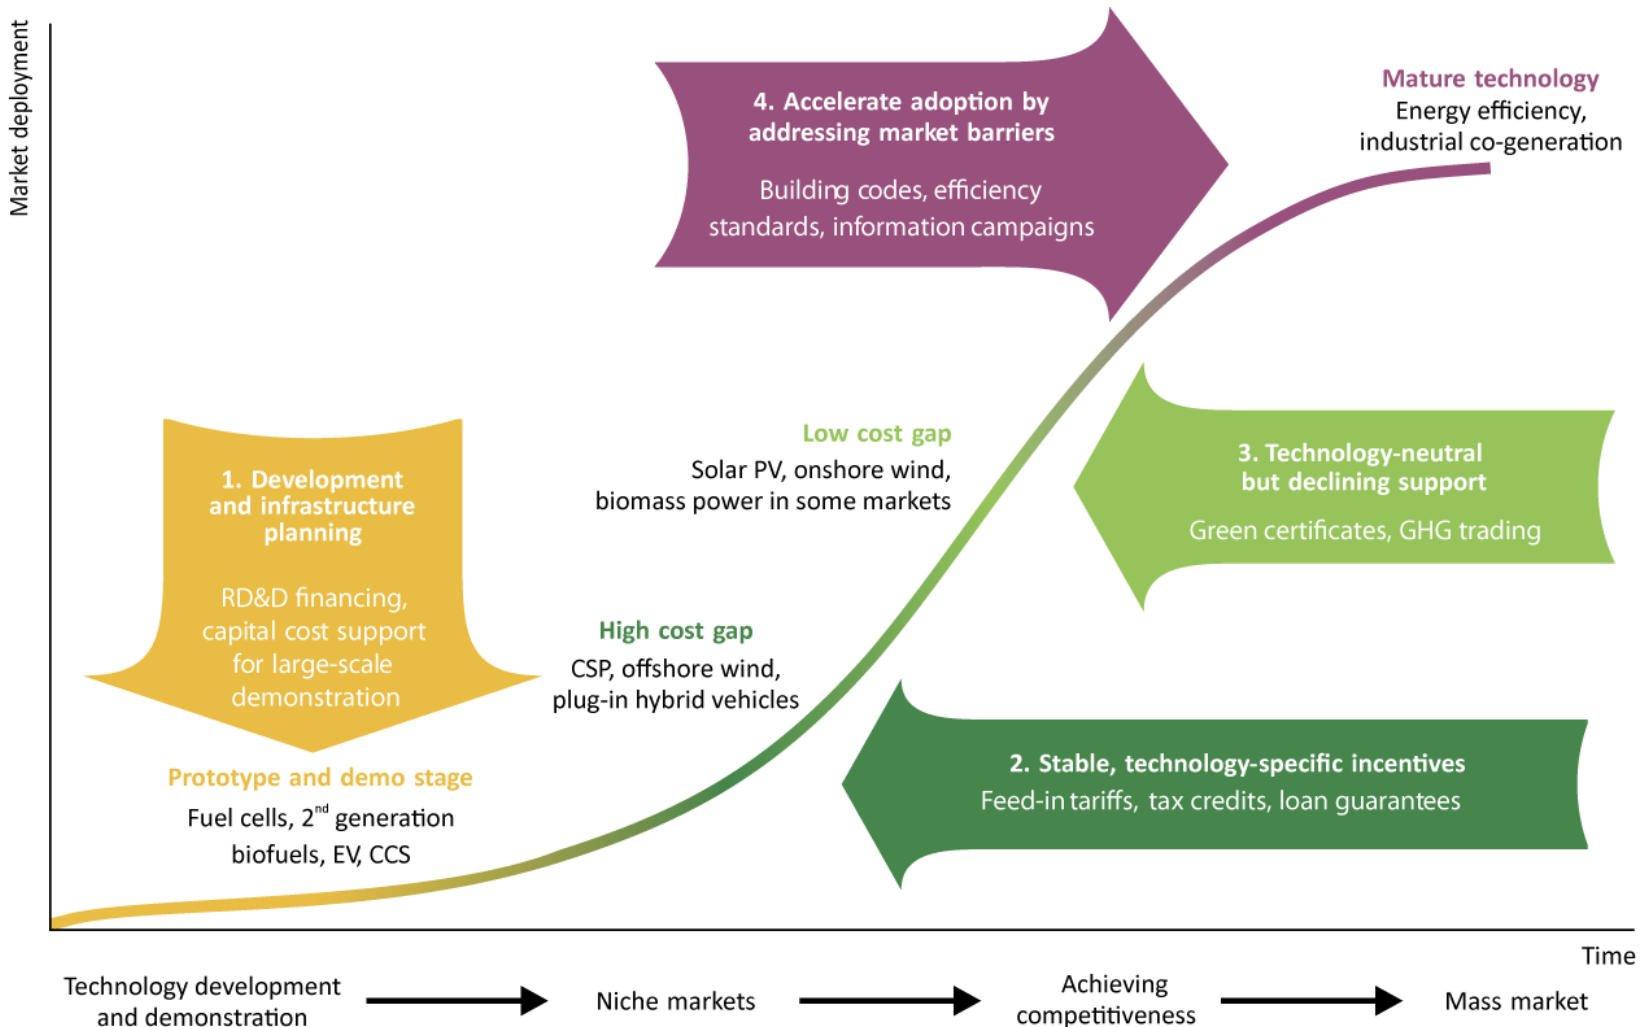 Market deployment
4. Accelerate adoption by
addressing market barriers
Building codes, efficiency
standards, information campaigns
Mature technology
Energy efficiency,
industrial co-generation
1. Development
and infrastructure
planning
RD&D financing,
capital cost support
for large-scale
demonstration
Low cost gap
Solar PV, onshore wind,
biomass power in some markets
3. Technology-neutral
but declining support
Green certificates, GHG trading
High cost gap
CSP, offshore wind,
plug-in hybrid vehicles
2. Stable, technology-specific incentives
Feed-in tariffs, tax credits, loan guarantees
Prototype and demo stage
Fuel cells, 2nd generation
biofuels, EV, CCS
Time
Technology development
and demonstration
Niche markets
Achieving
competitiveness
Mass market